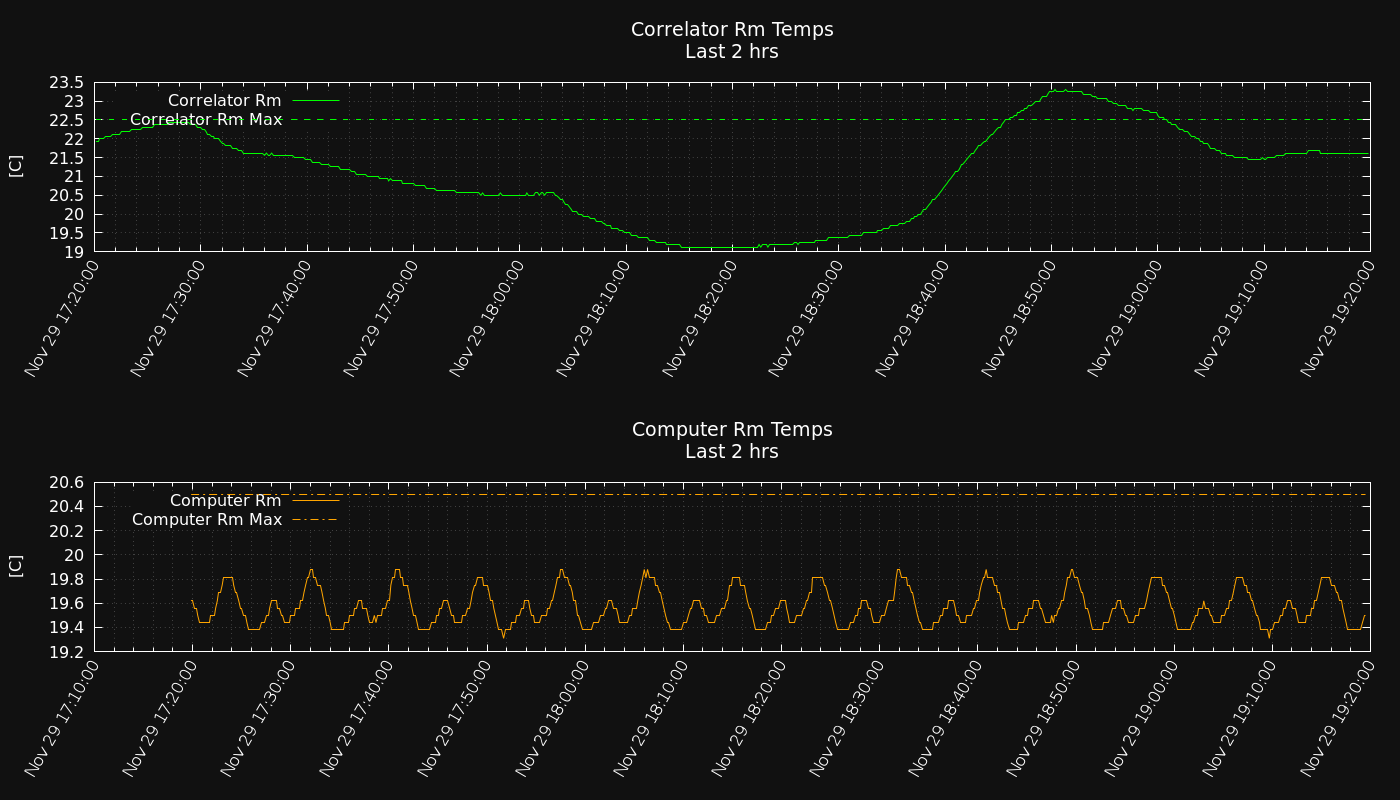 Correlator Rm Temps
Last 2 hrs
23.5
23
22.5
22
21.5
21
20.5
20
19.5
19
[C]
Correlator Rm
Correlator Rm Max
Nov 29 17:20:00
Nov 29 17:30:00
Nov 29 17:40:00
Nov 29 17:50:00
Nov 29 18:00:00
Nov 29 18:10:00
Nov 29 18:20:00
Nov 29 18:30:00
Nov 29 18:40:00
Nov 29 18:50:00
Nov 29 19:00:00
Nov 29 19:10:00
Nov 29 19:20:00
Computer Rm Temps
Last 2 hrs
20.6
20.4
20.2
20
19.8
19.6
19.4
19.2
[C]
Computer Rm
Computer Rm Max
Nov 29 17:10:00
Nov 29 17:20:00
Nov 29 17:30:00
Nov 29 17:40:00
Nov 29 17:50:00
Nov 29 18:00:00
Nov 29 18:10:00
Nov 29 18:20:00
Nov 29 18:30:00
Nov 29 18:40:00
Nov 29 18:50:00
Nov 29 19:00:00
Nov 29 19:10:00
Nov 29 19:20:00